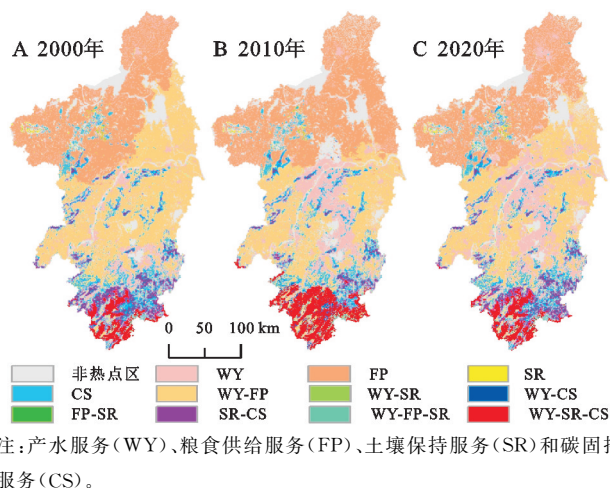 A 2000年 B 2010年 C 2020年
0 50 100 km
非热点区 WY FP SR
CS WY-FP WY-SR WY-CS
FP-SR SR-CS WY-FP-SR WY-SR-CS
注:产水服务(WY)、粮食供给服务(FP)、土壤保持服务(SR)和碳固持
服务(CS)。